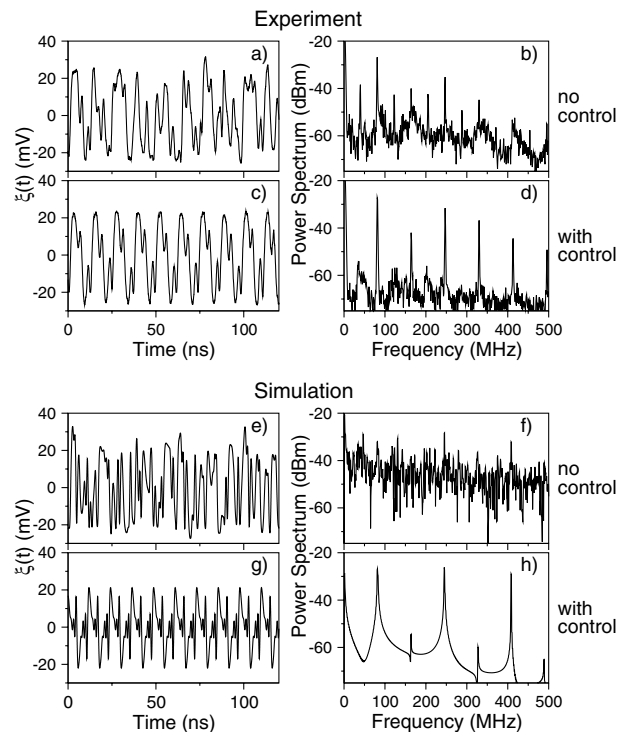 Experiment
a)
b)
c)
d)
ξ(t) (mV)
40
20
0
-20
20
0
-20
0
50
100
Time (ns)
Power Spectrum (dBm)
-20
-40
-60
-20
-40
-60
0
100
200
300
400
500
Frequency (MHz)
no
control
with
control
Simulation
e)
f)
g)
h)
ξ(t) (mV)
40
20
0
-20
40
20
0
-20
0
50
100
Time (ns)
Power Spectrum (dBm)
-20
-40
-60
-20
-40
-60
0
100
200
300
400
500
Frequency (MHz)
no
control
with
control